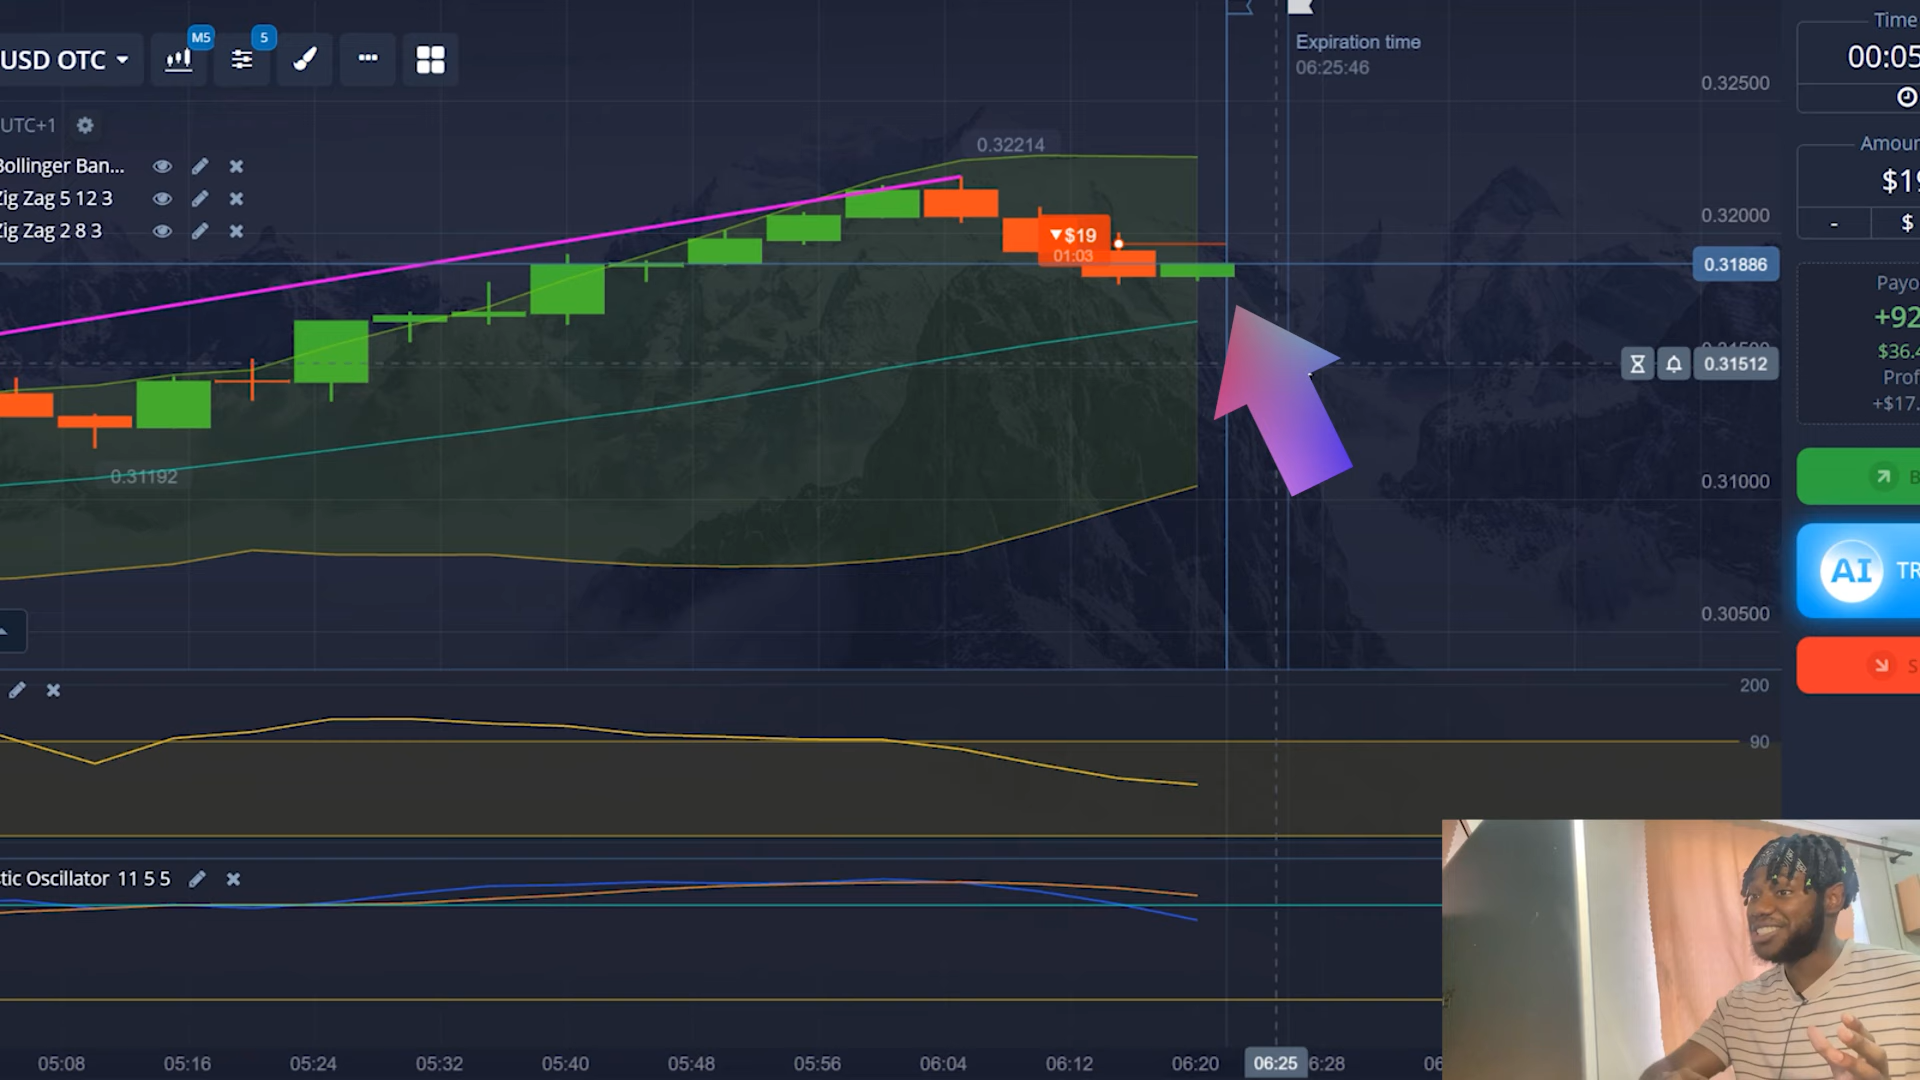 USD OTC
M5
5
Expiration time
06:25:46
UTC+1
Bollinger Ban...
Zig Zag 5 12 3
Zig Zag 2 8 3
0.32214
▼$19
01:03
0.31192
0.32500
0.32000
0.31886
0.31512
0.31000
0.30500
200
90
tic Oscillator 11 5 5
05:08
05:16
05:24
05:32
05:40
05:48
05:56
06:04
06:12
06:20
06:25
6:28
Time
00:05
Amoun
$19
- $
Payo
+92
$36.4
Prof
+$17.
B
AI TR
S